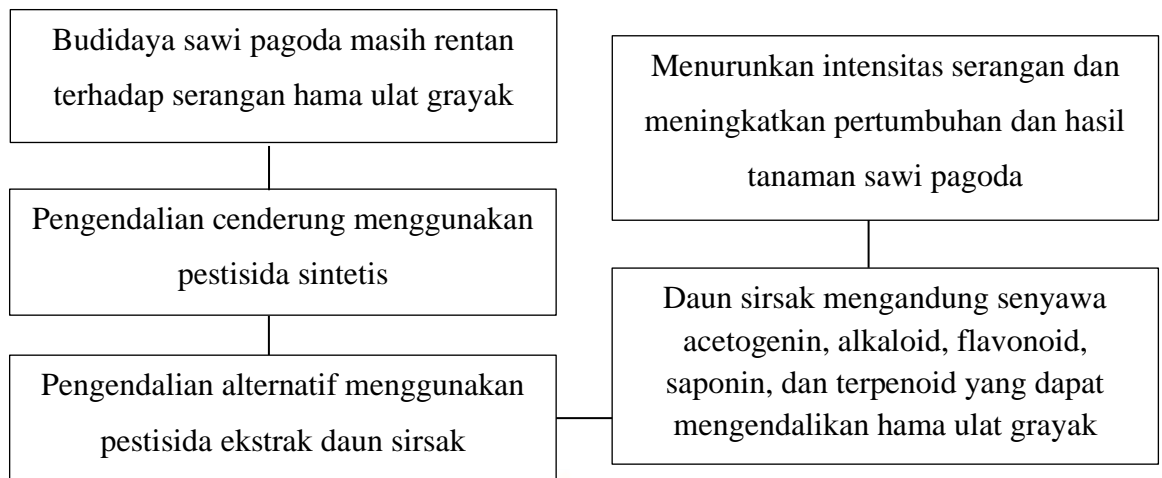 Budidaya sawi pagoda masih rentan
terhadap serangan hama ulat grayak
Pengendalian cenderung menggunakan
pestisida sintetis
Pengendalian alternatif menggunakan
pestisida ekstrak daun sirsak
Daun sirsak mengandung senyawa
acetogenin, alkaloid, flavonoid,
saponin, dan terpenoid yang dapat
mengendalikan hama ulat grayak
Menurunkan intensitas serangan dan
meningkatkan pertumbuhan dan hasil
tanaman sawi pagoda